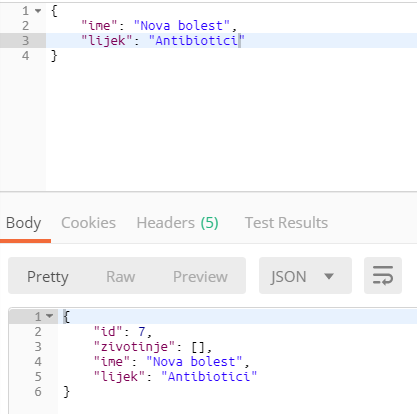 1 {
2 "ime": "Nova bolest",
3 "lijek": "Antibiotici"
4 }
Body Cookies Headers (5) Test Results
Pretty Raw Preview JSON
1 {
2 "id": 7,
3 "zivotinje": [],
4 "ime": "Nova bolest",
5 "lijek": "Antibiotici"
6 }